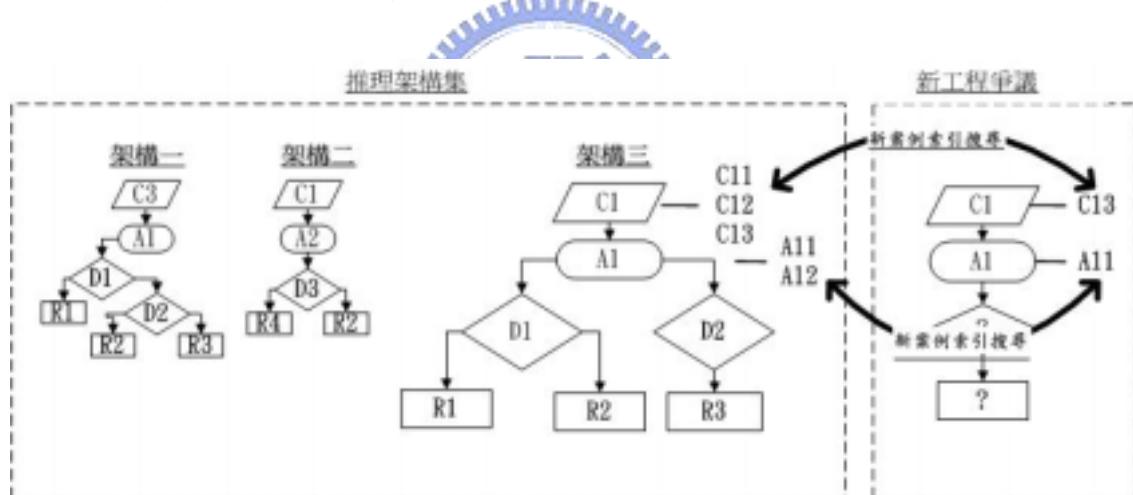 推理架構集
新工程爭議
架構一
C3
A1
D1
R1
D2
R2
R3
架構二
C1
A2
D3
R4
R2
架構三
C1
C11
C12
C13
A1
A11
A12
D1
D2
R1
R2
R3
新案例索引搜尋
C1
C13
A1
A11
?
新案例索引搜尋
?